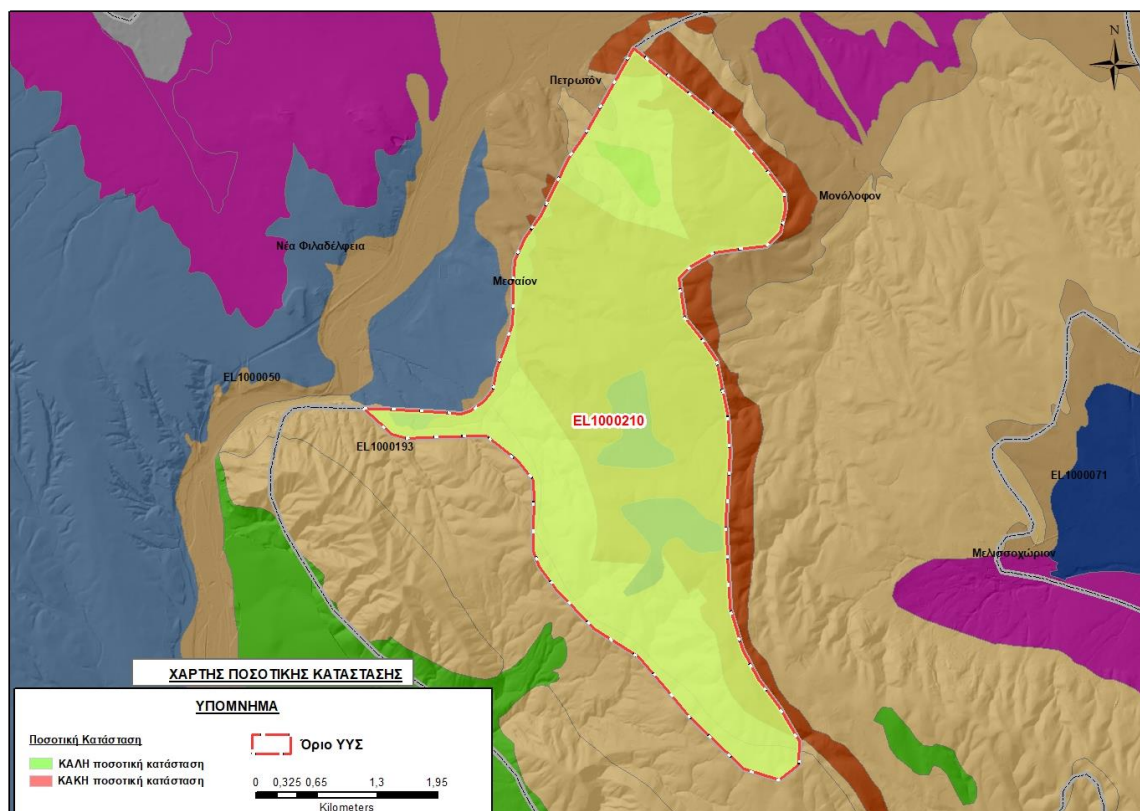 N
Πετρωτόν
Μονόλοφον
Νέα Φιλαδέλφεια
Μεσαίον
EL1000050
EL1000210
EL1000193
EL1000071
Μελισσοχώριον
ΧΑΡΤΗΣ ΠΟΣΟΤΙΚΗΣ ΚΑΤΑΣΤΑΣΗΣ
ΥΠΟΜΝΗΜΑ
Ποσοτική Κατάσταση
ΚΑΛΗ ποσοτική κατάσταση
ΚΑΚΗ ποσοτική κατάσταση
Όριο ΥΥΣ
0 0,325 0,65 1,3 1,95
Kilometers